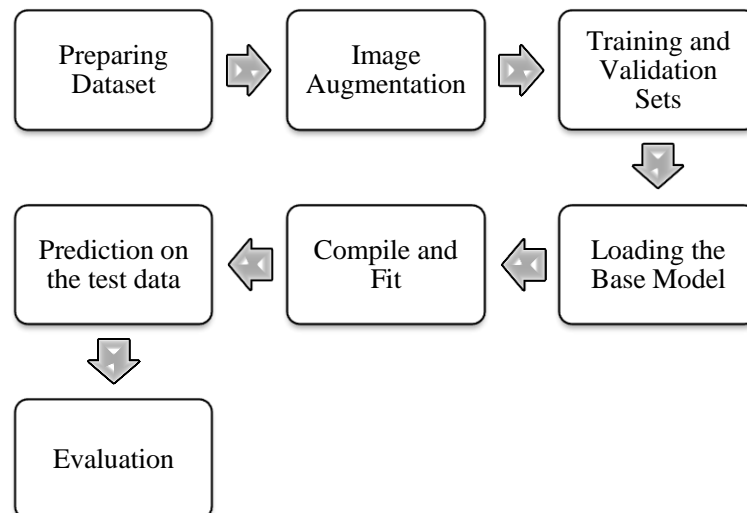 Preparing
Dataset
Image
Augmentation
Training and
Validation
Sets
Loading the
Base Model
Compile and
Fit
Prediction on
the test data
Evaluation